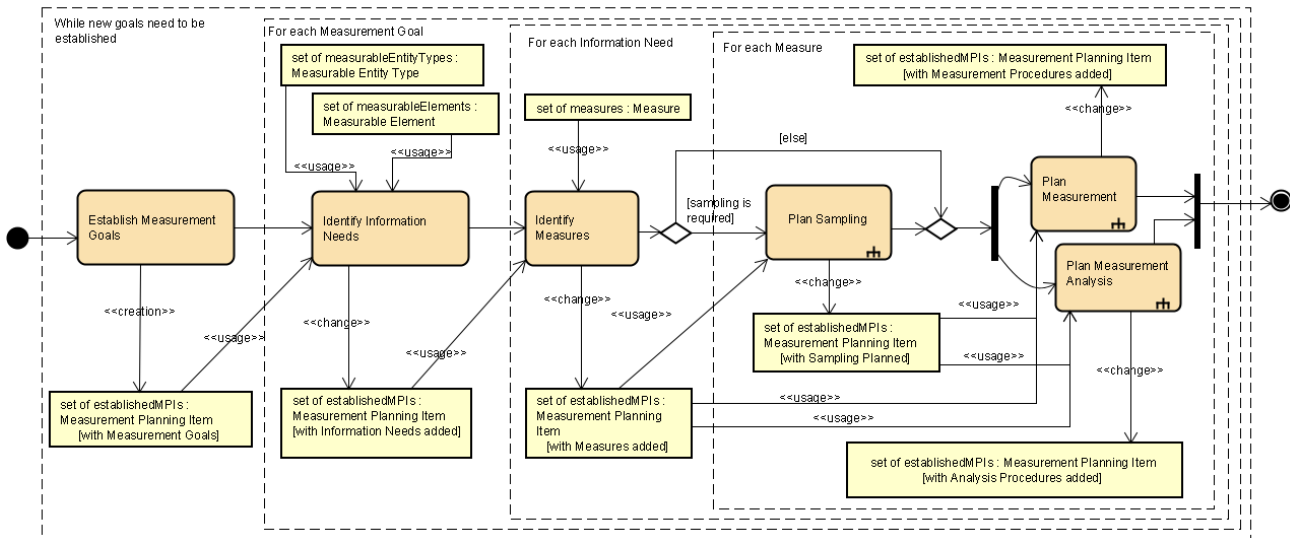 While new goals need to be
established
For each Measurement Goal
set of measurableEntityTypes :
Measurable Entity Type
set of measurableElements :
Measurable Element
<<usage>>
<<usage>>
For each Information Need
set of measures : Measure
<<usage>>
For each Measure
set of establishedMPIs : Measurement Planning Item
[with Measurement Procedures added]
<<change>>
[else]
[sampling is
required]
Establish Measurement
Goals
Identify Information
Needs
Identify
Measures
Plan Sampling
Plan
Measurement
Plan Measurement
Analysis
<<creation>>
<<usage>>
<<change>>
<<usage>>
<<change>>
<<usage>>
<<change>>
<<usage>>
<<usage>>
<<change>>
set of establishedMPIs :
Measurement Planning Item
[with Measurement Goals]
set of establishedMPIs :
Measurement Planning Item
[with Information Needs added]
set of establishedMPIs :
Measurement Planning
Item
[with Measures added]
set of establishedMPIs :
Measurement Planning Item
[with Sampling Planned]
<<usage>>
<<usage>>
set of establishedMPIs : Measurement Planning Item
[with Analysis Procedures added]